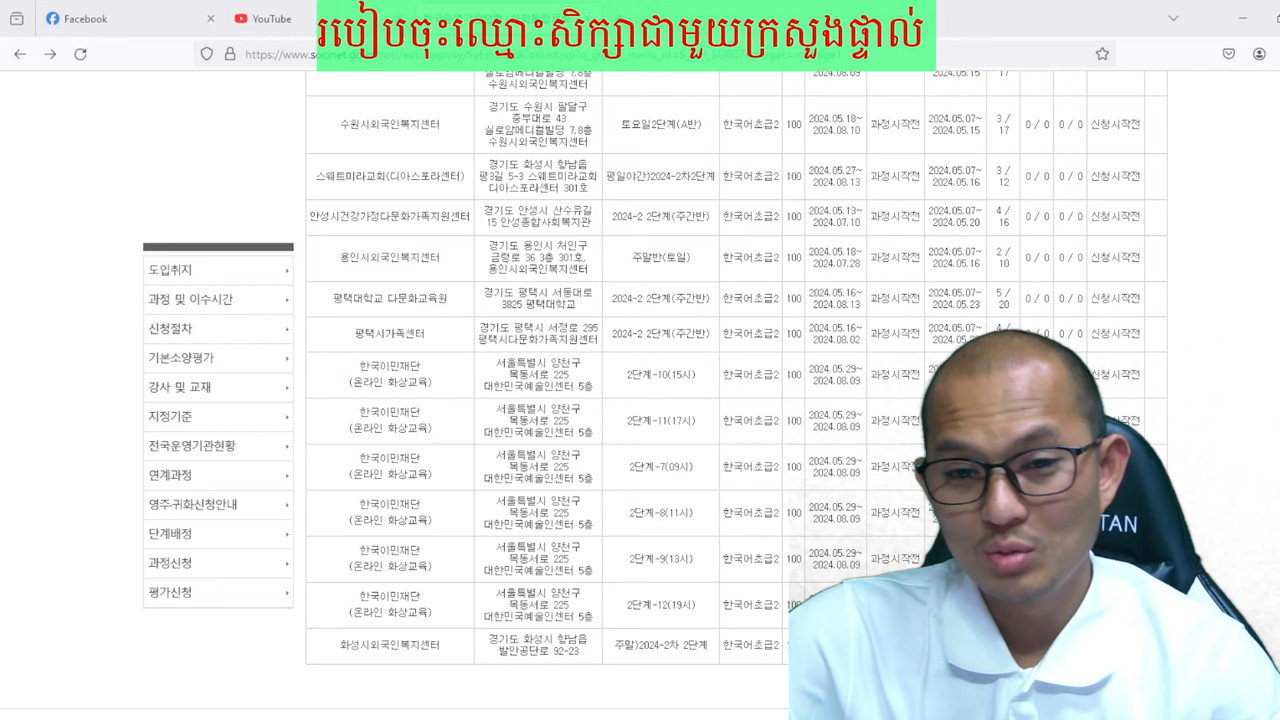 Facebook
YouTube
របៀបចុះឈ្មោះសិក្សាជាមួយក្រសួងផ្ទាល់
https://www.socinet.go
실로암메디컬빌딩 7,8층
수원시외국인복지센터
2024.08.09
2024.05.15
17
수원시외국인복지센터
경기도 수원시 팔달구
중부대로 43
실로암메디컬빌딩 7,8층
수원시외국인복지센터
토요일2단계(A반)
한국어초급2
100
2024.05.18~
2024.08.10
과정시작전
2024.05.07~
2024.05.15
3 /
17
0 / 0
0 / 0
신청시작전
스웨트미라교회(디아스포라센터)
경기도 화성시 향남읍
평3길 5-3 스웨트미라교회
디아스포라센터 301호
평일야간)2024-2차2단계
한국어초급2
100
2024.05.27~
2024.08.13
과정시작전
2024.05.07~
2024.05.16
3 /
12
0 / 0
0 / 0
신청시작전
안성시건강가정다문화가족지원센터
경기도 안성시 산수유길
15 안성종합사회복지관
2024-2 2단계(주간반)
한국어초급2
100
2024.05.13~
2024.07.10
과정시작전
2024.05.07~
2024.05.20
4 /
16
0 / 0
0 / 0
신청시작전
용인시외국인복지센터
경기도 용인시 처인구
금령로 36 3층 301호,
용인시외국인복지센터
주말반(토일)
한국어초급2
100
2024.05.18~
2024.07.28
과정시작전
2024.05.07~
2024.05.16
2 /
10
0 / 0
0 / 0
신청시작전
평택대학교 다문화교육원
경기도 평택시 서동대로
3825 평택대학교
2024-2 2단계(주간반)
한국어초급2
100
2024.05.16~
2024.08.13
과정시작전
2024.05.07~
2024.05.23
5 /
20
0 / 0
0 / 0
신청시작전
평택시가족센터
경기도 평택시 서정로 295
평택시다문화가족지원센터
2024-2 2단계(주간반)
한국어초급2
100
2024.05.16~
2024.08.02
과정시작전
2024.05.07~
4 /
0 / 0
0 / 0
신청시작전
한국이민재단
(온라인 화상교육)
서울특별시 양천구
목동서로 225
대한민국예술인센터 5층
2단계-10(15시)
한국어초급2
100
2024.05.29~
2024.08.09
과정시작전
신청시작전
한국이민재단
(온라인 화상교육)
서울특별시 양천구
목동서로 225
대한민국예술인센터 5층
2단계-11(17시)
한국어초급2
100
2024.05.29~
2024.08.09
과정시작전
한국이민재단
(온라인 화상교육)
서울특별시 양천구
목동서로 225
대한민국예술인센터 5층
2단계-7(09시)
한국어초급2
100
2024.05.29~
2024.08.09
한국이민재단
(온라인 화상교육)
서울특별시 양천구
목동서로 225
대한민국예술인센터 5층
2단계-8(11시)
한국어초급2
100
2024.05.29~
2024.08.09
과정시작전
한국이민재단
(온라인 화상교육)
서울특별시 양천구
목동서로 225
대한민국예술인센터 5층
2단계-9(13시)
한국어초급2
100
2024.05.29~
2024.08.09
과정시작전
한국이민재단
(온라인 화상교육)
서울특별시 양천구
목동서로 225
대한민국예술인센터 5층
2단계-12(19시)
한국어초급2
화성시외국인복지센터
경기도 화성시 향남읍
발안공단로 92-23
주말)2024-2차 2단계
한국어초급2
도입취지
과정 및 이수시간
신청절차
기본소양평가
강사 및 교재
지정기준
전국운영기관현황
연계과정
영주·귀화신청안내
단계배정
과정신청
평가신청
TAN